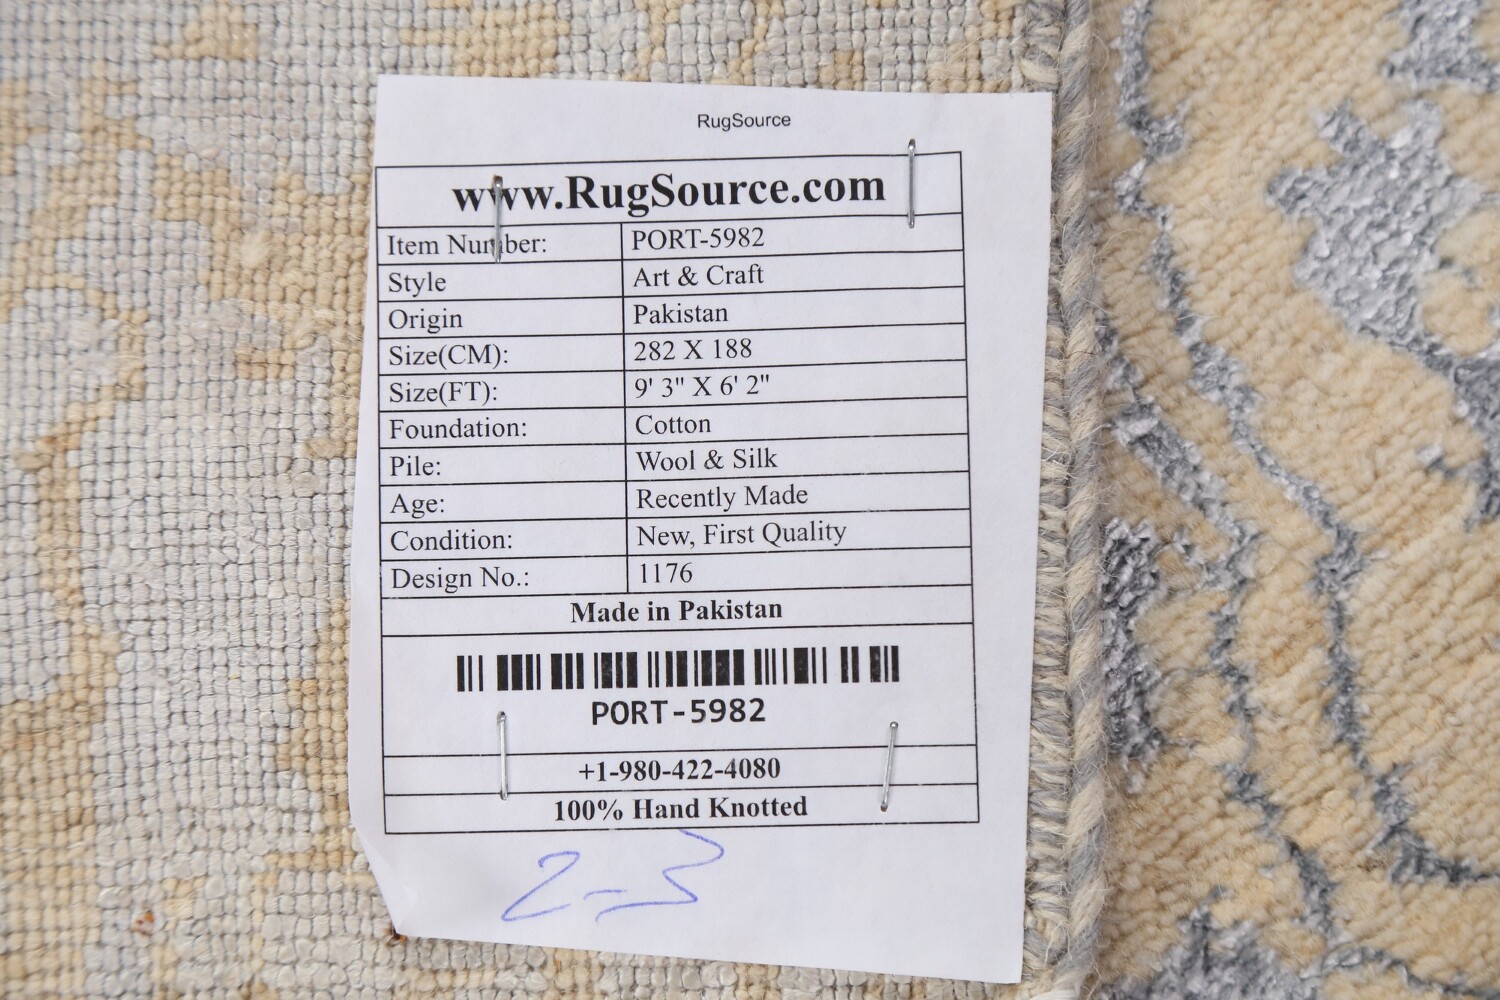 RugSource
www.RugSource.com
Item Number: PORT-5982
Style Art & Craft
Origin Pakistan
Size(CM): 282 X 188
Size(FT): 9' 3" X 6' 2"
Foundation: Cotton
Pile: Wool & Silk
Age: Recently Made
Condition: New, First Quality
Design No.: 1176
Made in Pakistan
PORT-5982
+1-980-422-4080
100% Hand Knotted
2-3